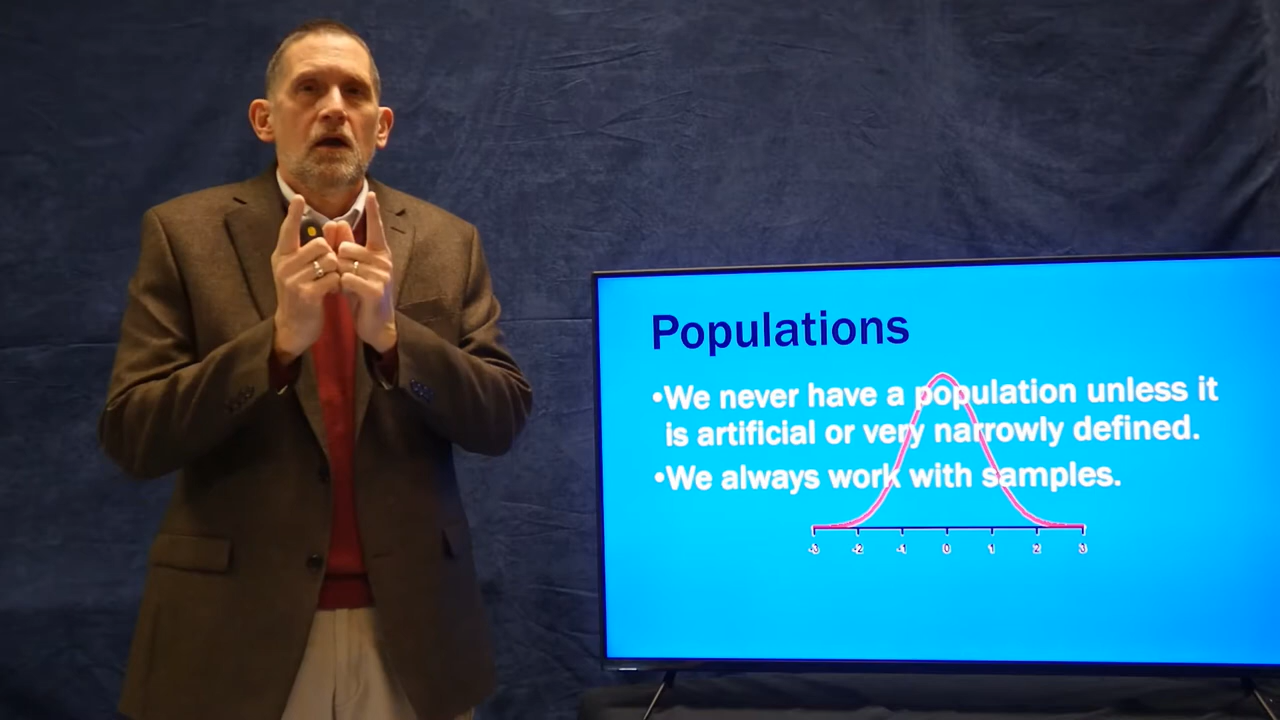 Populations
•We never have a population unless it
is artificial or very narrowly defined.
•We always work with samples.
-3 -2 -1 0 1 2 3